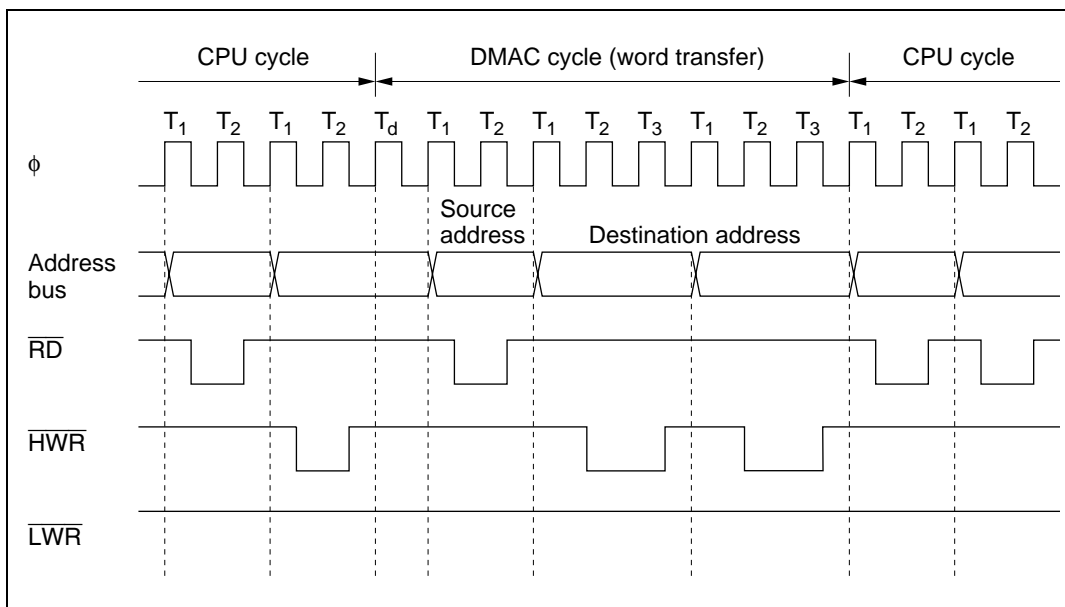 CPU cycle DMAC cycle (word transfer) CPU cycle
T1 T2 T1 T2 Td T1 T2 T1 T2 T3 T1 T2 T3 T1 T2 T1 T2
ϕ
Source
address Destination address
Address
bus
RD
HWR
LWR